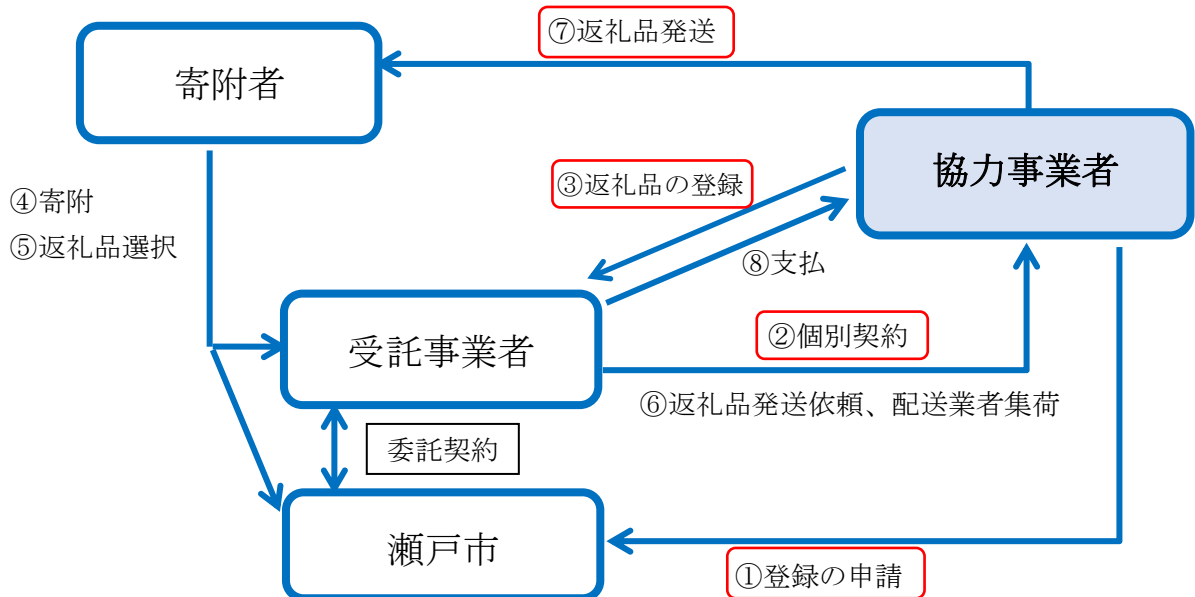 ⑦返礼品発送
寄附者
協力事業者
③返礼品の登録
④寄附
⑤返礼品選択
⑧支払
②個別契約
受託事業者
⑥返礼品発送依頼、配送業者集荷
委託契約
瀬戸市
①登録の申請